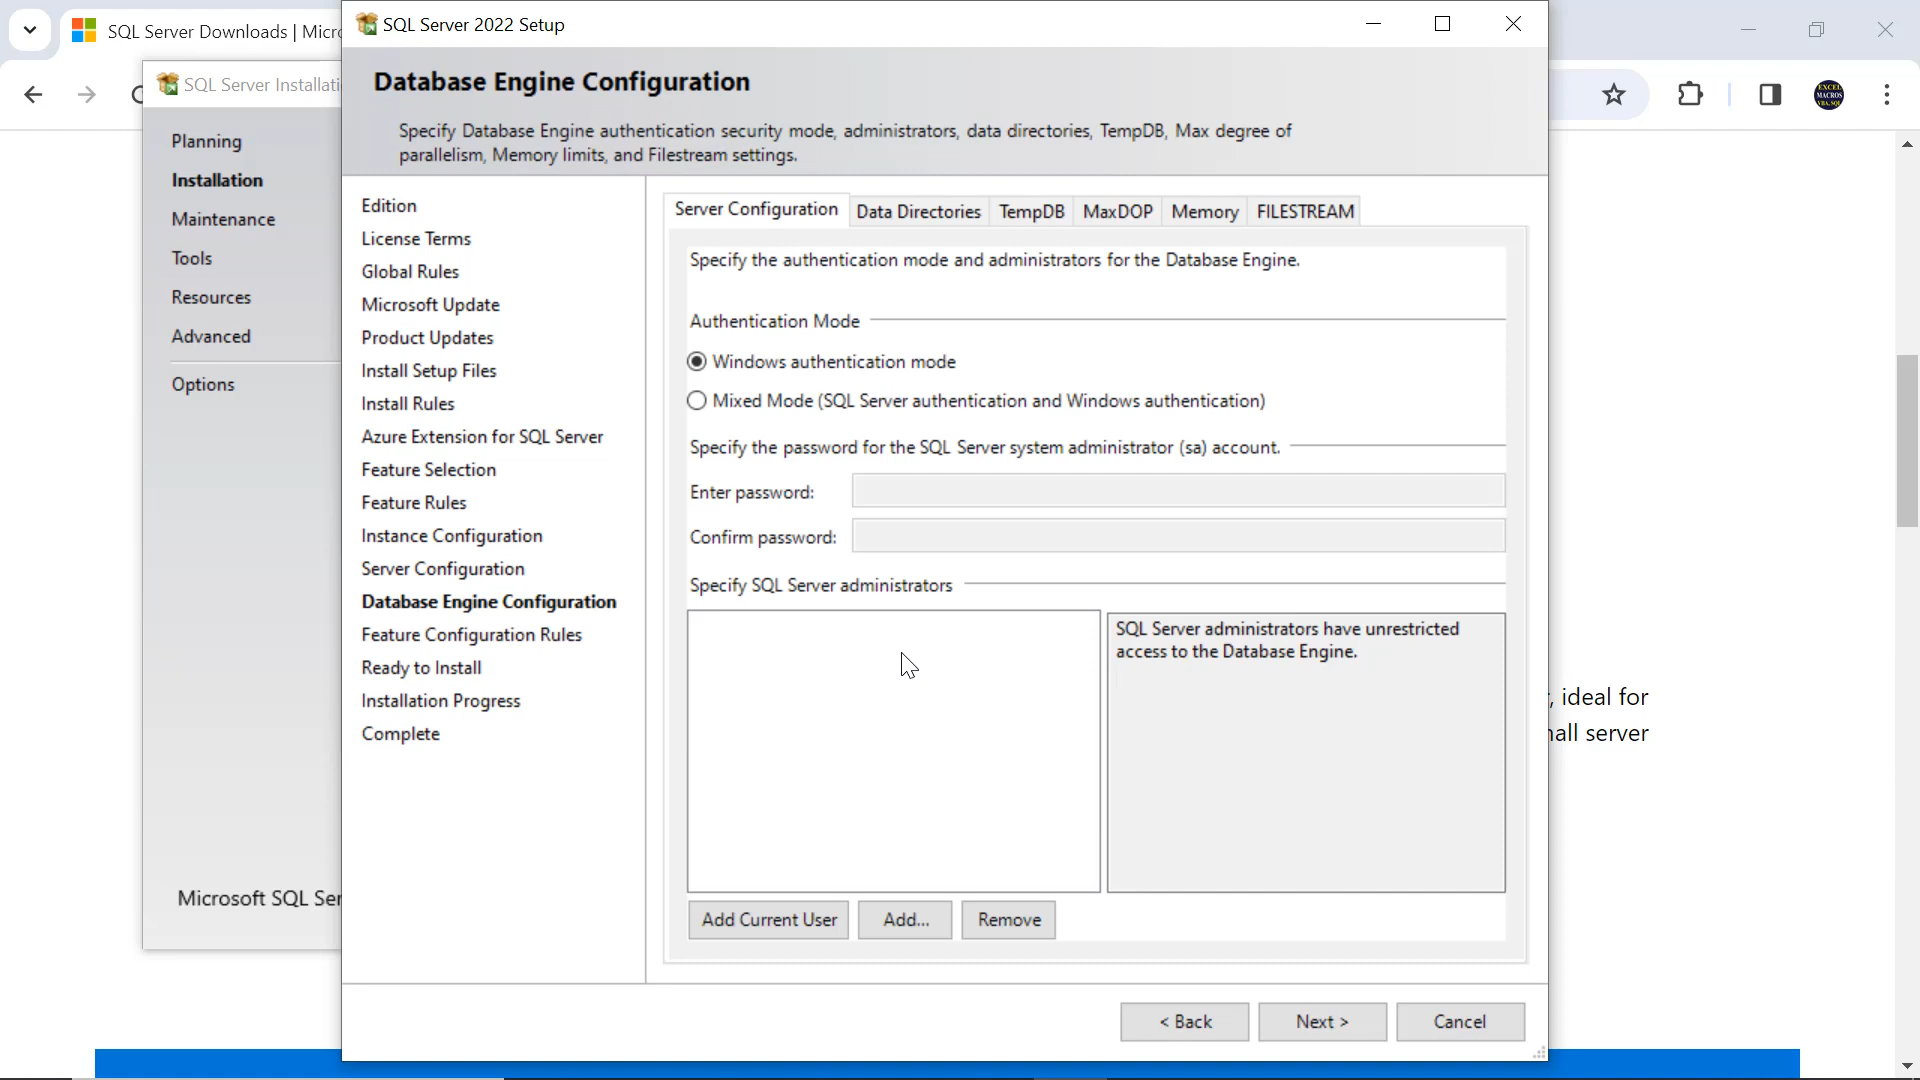 SQL Server Downloads | Micr
SQL Server Installati
Planning
Installation
Maintenance
Tools
Resources
Advanced
Options
Microsoft SQL Ser
SQL Server 2022 Setup
Database Engine Configuration
Specify Database Engine authentication security mode, administrators, data directories, TempDB, Max degree of
parallelism, Memory limits, and Filestream settings.
Edition
License Terms
Global Rules
Microsoft Update
Product Updates
Install Setup Files
Install Rules
Azure Extension for SQL Server
Feature Selection
Feature Rules
Instance Configuration
Server Configuration
Database Engine Configuration
Feature Configuration Rules
Ready to Install
Installation Progress
Complete
Server Configuration
Data Directories
TempDB
MaxDOP
Memory
FILESTREAM
Specify the authentication mode and administrators for the Database Engine.
Authentication Mode
Windows authentication mode
Mixed Mode (SQL Server authentication and Windows authentication)
Specify the password for the SQL Server system administrator (sa) account.
Enter password:
Confirm password:
Specify SQL Server administrators
SQL Server administrators have unrestricted
access to the Database Engine.
Add Current User
Add...
Remove
< Back
Next >
Cancel
EXCEL
MACROS
VBA, SQL
, ideal for
all server